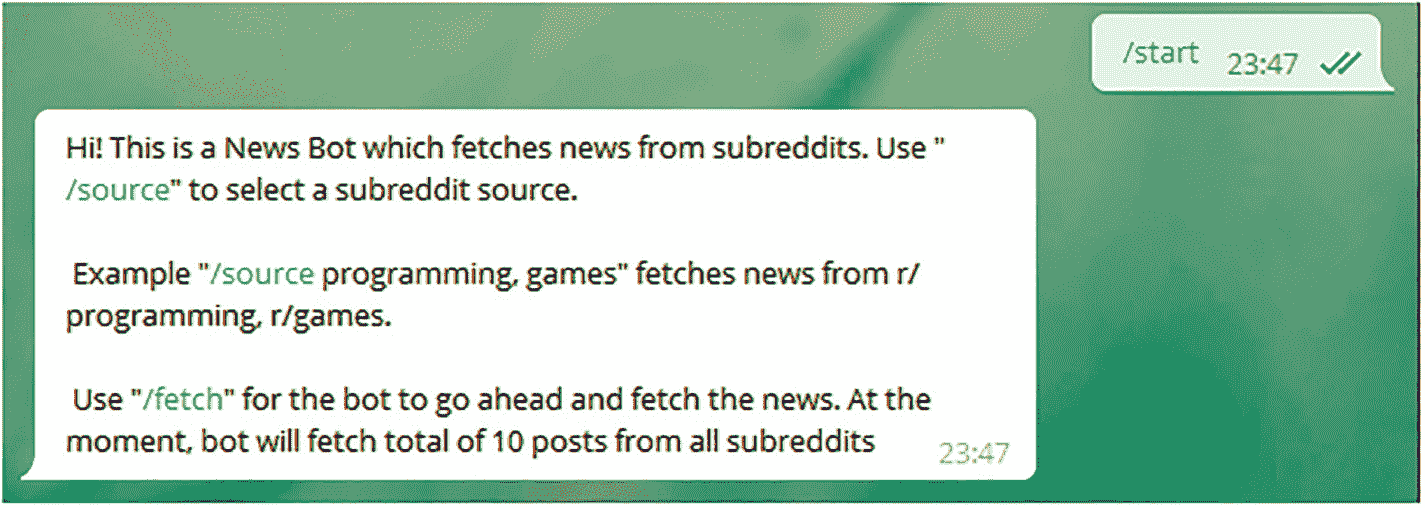 /start 23:47
Hi! This is a News Bot which fetches news from subreddits. Use "
/source" to select a subreddit source.
Example "/source programming, games" fetches news from r/
programming, r/games.
Use "/fetch" for the bot to go ahead and fetch the news. At the
moment, bot will fetch total of 10 posts from all subreddits
23:47